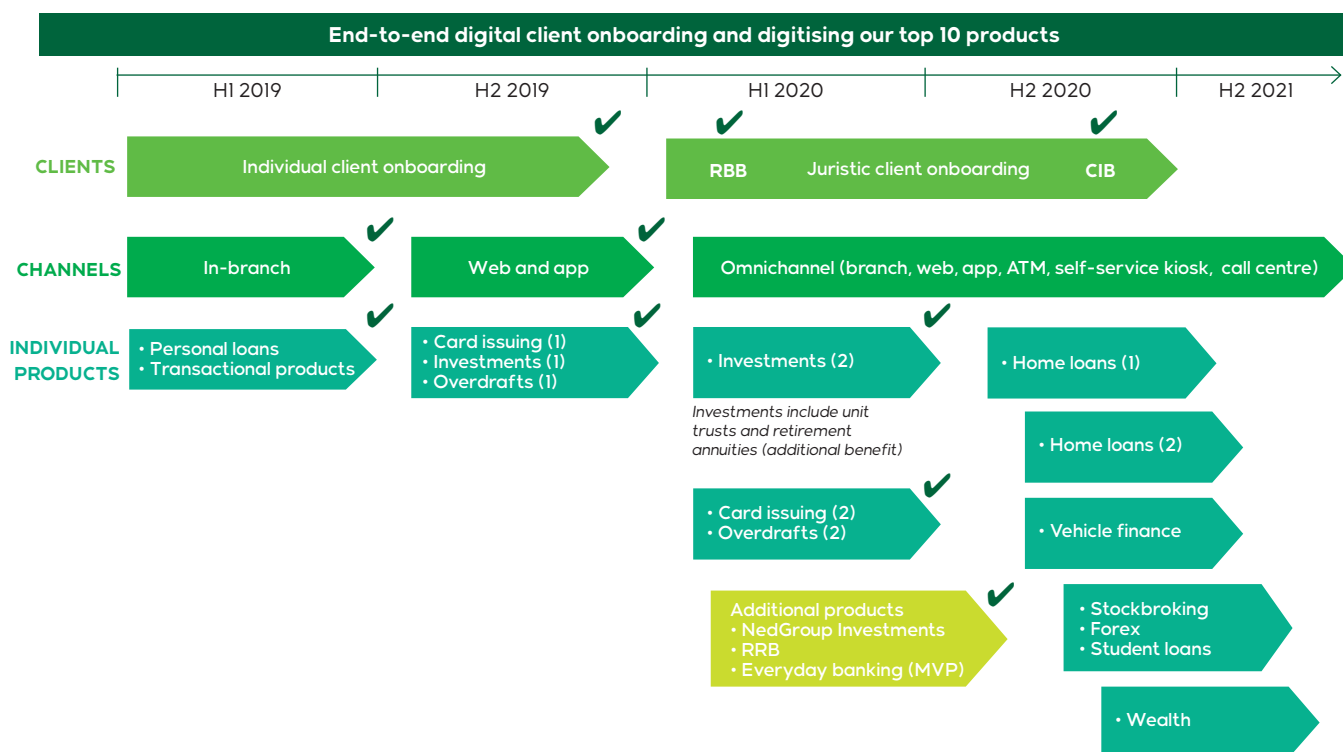 End-to-end digital client onboarding and digitising our top 10 products
H1 2019
H2 2019
H1 2020
H2 2020
H2 2021
CLIENTS
Individual client onboarding
RBB
Juristic client onboarding
CIB
CHANNELS
In-branch
Web and app
Omnichannel (branch, web, app, ATM, self-service kiosk, call centre)
INDIVIDUAL
PRODUCTS
• Personal loans
• Transactional products
• Card issuing (1)
• Investments (1)
• Overdrafts (1)
• Investments (2)
• Home loans (1)
Investments include unit
trusts and retirement
annuities (additional benefit)
• Home loans (2)
• Card issuing (2)
• Overdrafts (2)
• Vehicle finance
Additional products
• NedGroup Investments
• RRB
• Everyday banking (MVP)
• Stockbroking
• Forex
• Student loans
• Wealth